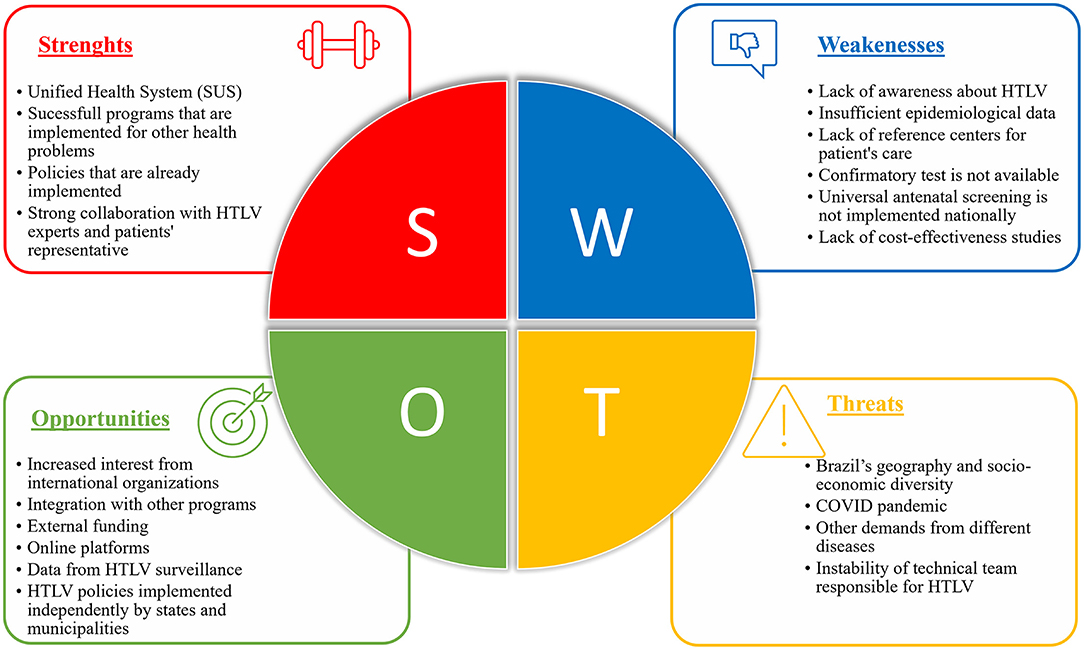 Strenghts
• Unified Health System (SUS)
• Sucessfull programs that are
implemented for other health
problems
• Policies that are already
implemented
• Strong collaboration with HTLV
experts and patients'
representative
Weakenesses
• Lack of awareness about HTLV
• Insufficient epidemiological data
• Lack of reference centers for
patient's care
• Confirmatory test is not available
• Universal antenatal screening is
not implemented nationally
• Lack of cost-effectiveness studies
S
W
O
T
Opportunities
• Increased interest from
international organizations
• Integration with other programs
• External funding
• Online platforms
• Data from HTLV surveillance
• HTLV policies implemented
independently by states and
municipalities
Threats
• Brazil’s geography and socio-
economic diversity
• COVID pandemic
• Other demands from different
diseases
• Instability of technical team
responsible for HTLV